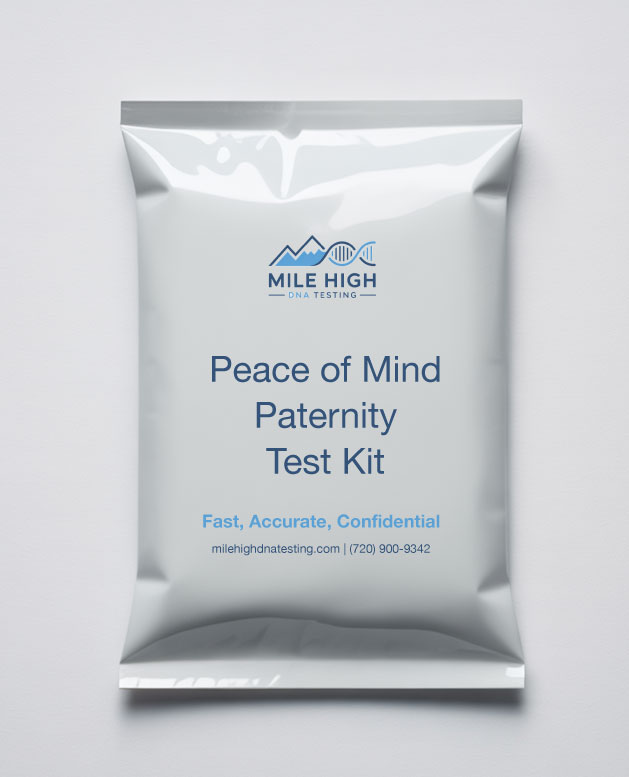 MILE HIGH
DNA TESTING
Peace of Mind
Paternity
Test Kit
Fast, Accurate, Confidential
milehighdnatesting.com | (720) 900-9342